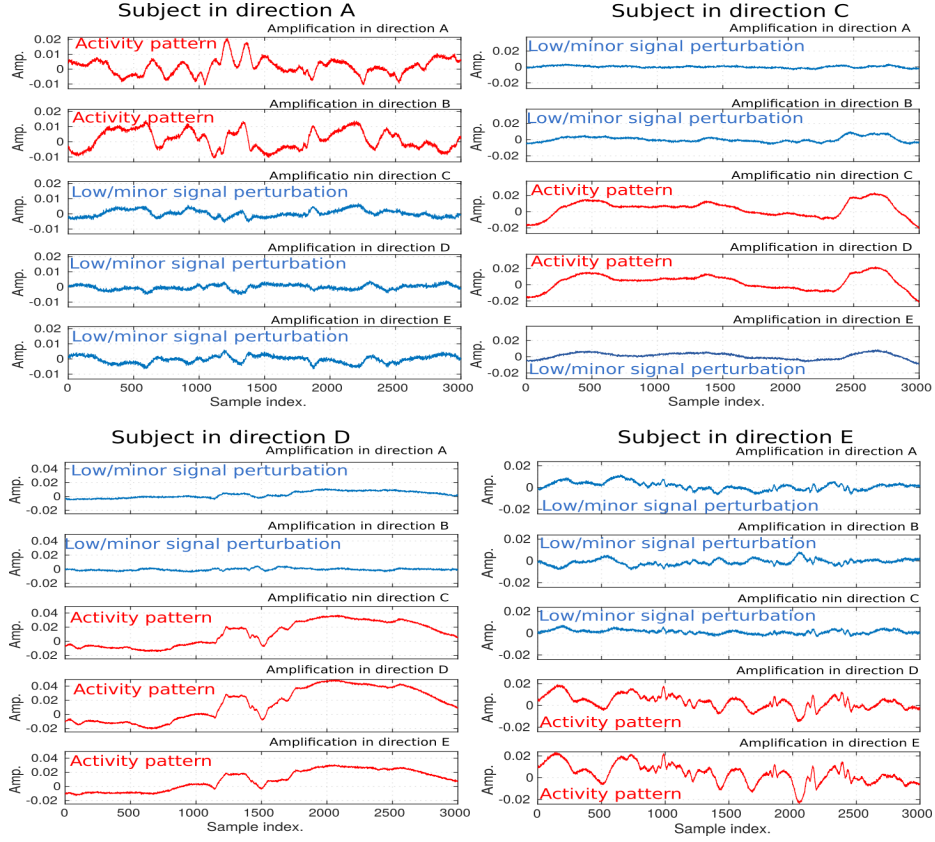 Subject in direction A
Amplification in direction A
Activity pattern
0.02
0.01
0
-0.01
Amp.
Amplification in direction B
Activity pattern
0.02
0.01
0
-0.01
Amp.
Amplificatio nin direction C
Low/minor signal perturbation
0.02
0.01
0
-0.01
Amp.
Amplification in direction D
Low/minor signal perturbation
0.02
0.01
0
-0.01
Amp.
Amplification in direction E
Low/minor signal perturbation
0.02
0.01
0
-0.01
Amp.
0 500 1000 1500 2000 2500 3000
Sample index.
Subject in direction C
Amplification in direction A
Low/minor signal perturbation
0.02
0
-0.02
Amp.
Amplification in direction B
Low/minor signal perturbation
0.02
0
-0.02
Amp.
Amplificatio nin direction C
Activity pattern
0.02
0
-0.02
Amp.
Amplification in direction D
Activity pattern
0.02
0
-0.02
Amp.
Amplification in direction E
0.02
0
-0.02
Low/minor signal perturbation
Amp.
0 500 1000 1500 2000 2500 3000
Sample index.
Subject in direction D
Amplification in direction A
Low/minor signal perturbation
0.04
0.02
0
-0.02
Amp.
Amplification in direction B
Low/minor signal perturbation
0.04
0.02
0
-0.02
Amp.
Amplificatio nin direction C
Activity pattern
0.04
0.02
0
-0.02
Amp.
Amplification in direction D
Activity pattern
0.04
0.02
0
-0.02
Amp.
Amplification in direction E
Activity pattern
0.04
0.02
0
-0.02
Amp.
0 500 1000 1500 2000 2500 3000
Sample index.
Subject in direction E
Amplification in direction A
0.02
0
-0.02
Low/minor signal perturbation
Amp.
Amplification in direction B
Low/minor signal perturbation
0.02
0
-0.02
Amp.
Amplificatio nin direction C
Low/minor signal perturbation
0.02
0
-0.02
Amp.
Amplification in direction D
0.02
0
-0.02
Activity pattern
Amp.
Amplification in direction E
0.02
0
-0.02
Activity pattern
Amp.
0 500 1000 1500 2000 2500 3000
Sample index.